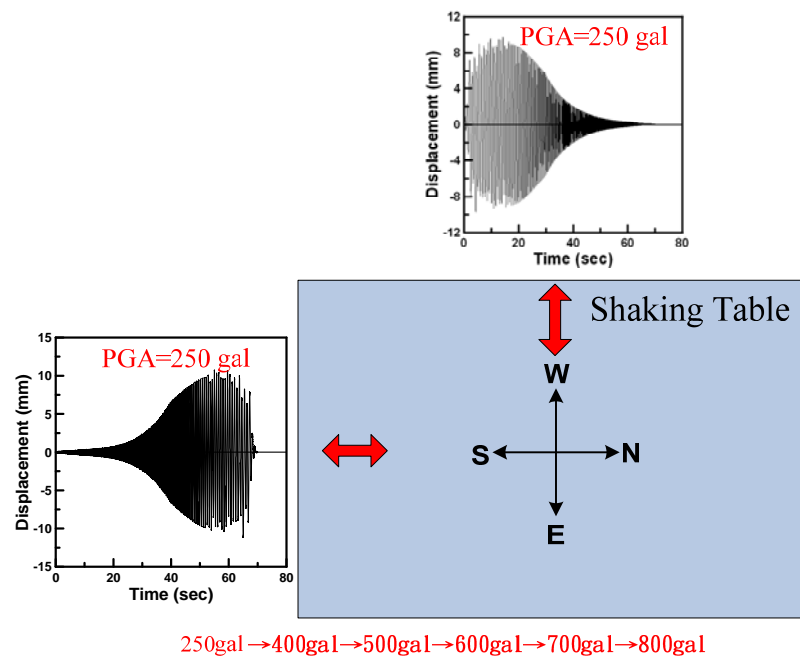 12
8
4
0
-4
-8
-12
Displacement (mm)
PGA=250 gal
0 20 40 60 80
Time (sec)
Shaking Table
W
S N
E
15
10
5
0
-5
-10
-15
Displacement (mm)
PGA=250 gal
0 20 40 60 80
Time (sec)
250gal→400gal→500gal→600gal→700gal→800gal